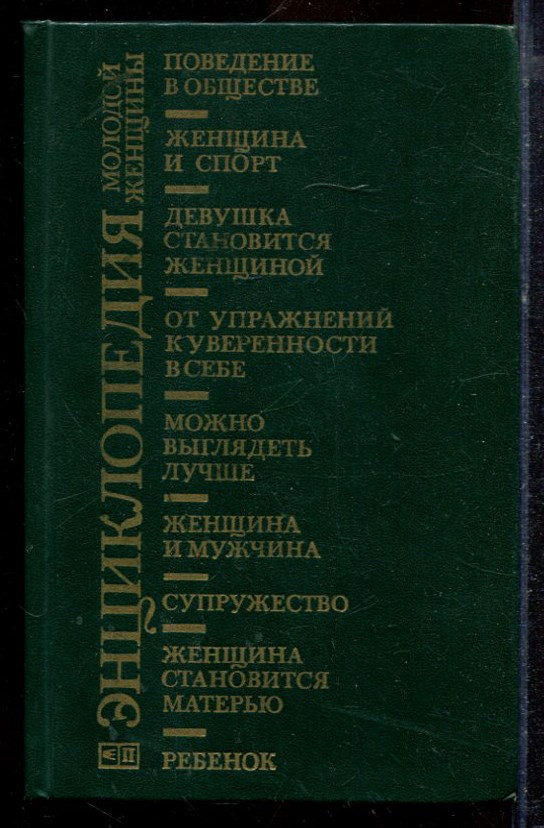 ЭНЦИКЛОПЕДИЯ
МОЛОДОЙ
ЖЕНЩИНЫ
ПОВЕДЕНИЕ
В ОБЩЕСТВЕ
ЖЕНЩИНА
И СПОРТ
ДЕВУШКА
СТАНОВИТСЯ
ЖЕНЩИНОЙ
ОТ УПРАЖНЕНИЙ
К УВЕРЕННОСТИ
В СЕБЕ
МОЖНО
ВЫГЛЯДЕТЬ
ЛУЧШЕ
ЖЕНЩИНА
И МУЖЧИНА
СУПРУЖЕСТВО
ЖЕНЩИНА
СТАНОВИТСЯ
МАТЕРЬЮ
РЕБЕНОК